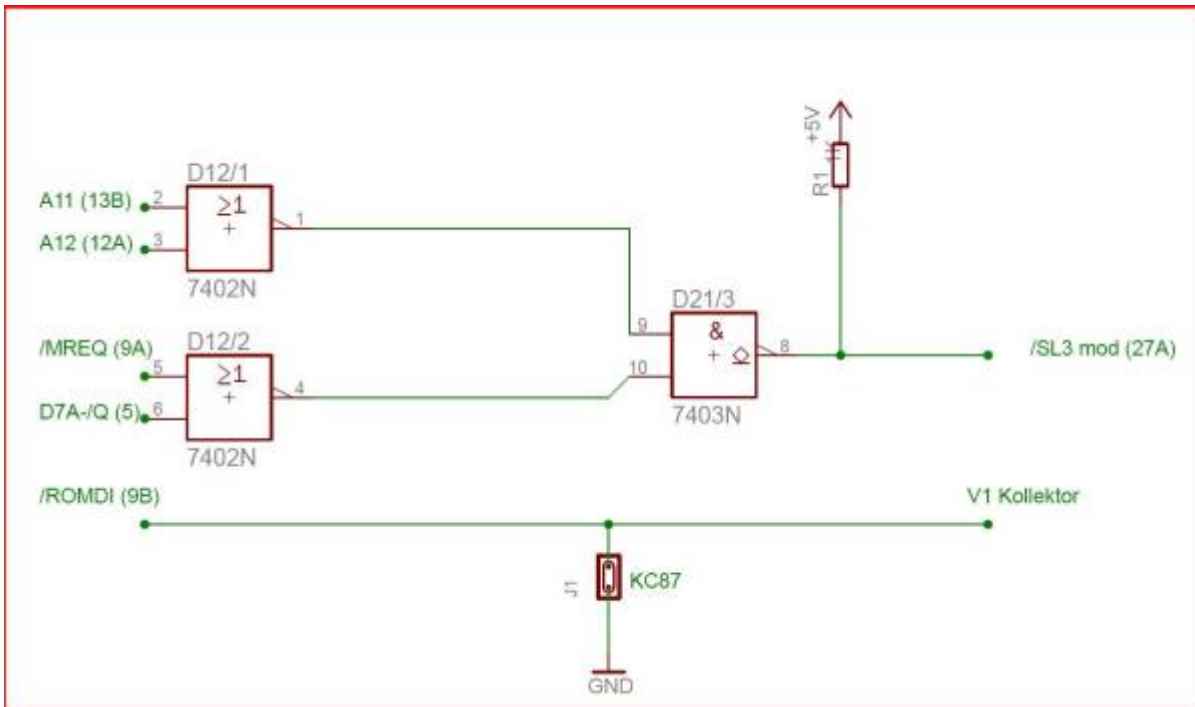 D12/1
A11 (13B)
2
≥1
+
1
A12 (12A)
3
7402N
/MREQ (9A)
D12/2
5
≥1
+
4
D7A-/Q (5)
6
7402N
D21/3
9
&
+
8
10
7403N
+5V
R1
/SL3 mod (27A)
/ROMDI (9B)
V1 Kollektor
J1
KC87
GND